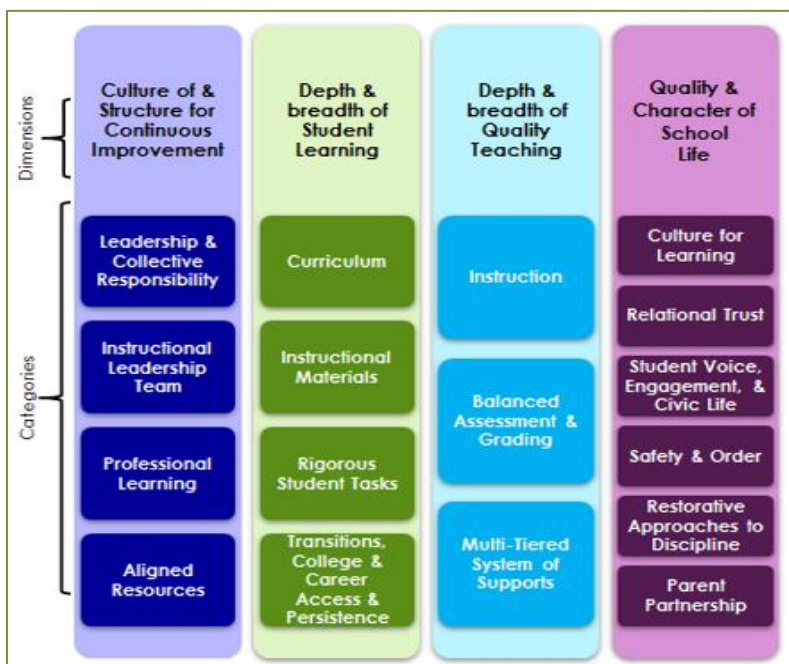 Dimensions
Categories
Culture of &
Structure for
Continuous
Improvement
Leadership &
Collective
Responsibility
Instructional
Leadership
Team
Professional
Learning
Aligned
Resources
Depth &
breadth of
Student
Learning
Curriculum
Instructional
Materials
Rigorous
Student Tasks
Transitions,
College &
Career
Access &
Persistence
Depth &
breadth of
Quality
Teaching
Instruction
Balanced
Assessment &
Grading
Multi-Tiered
System of
Supports
Quality &
Character of
School
Life
Culture for
Learning
Relational Trust
Student Voice,
Engagement, &
Civic Life
Safety & Order
Restorative
Approaches to
Discipline
Parent
Partnership